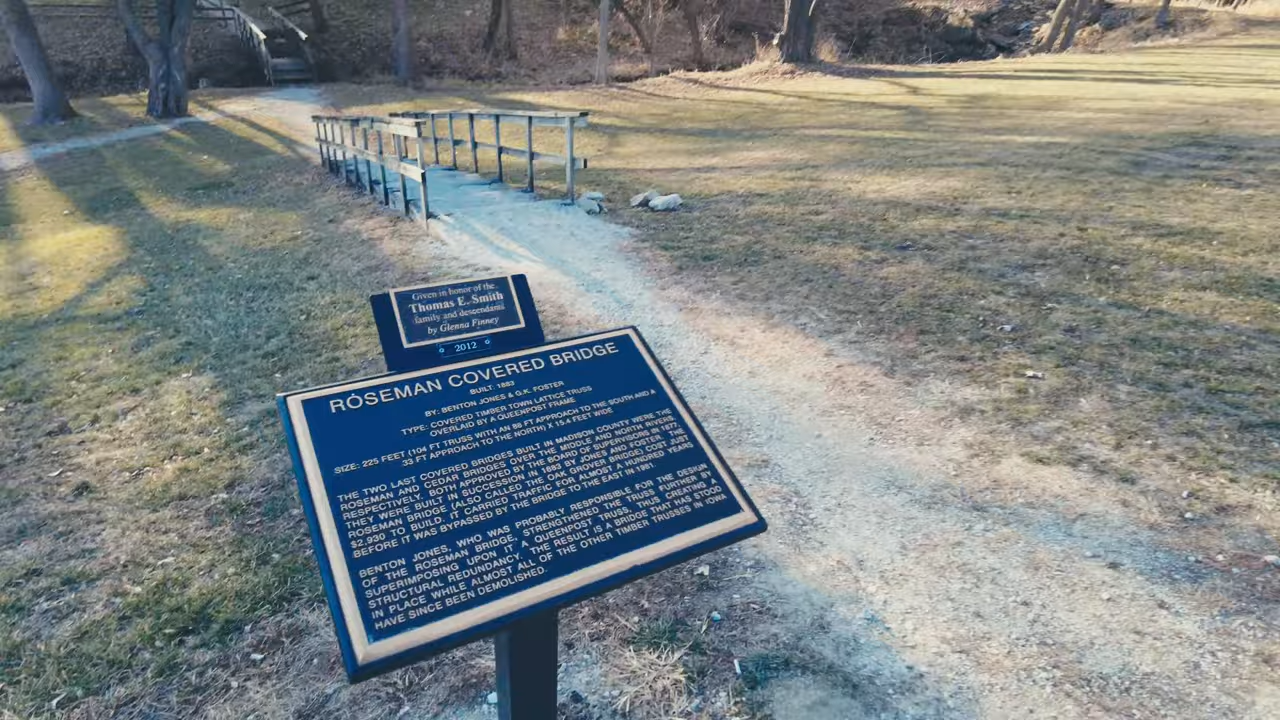 Given in honor of the
Thomas E. Smith
family and descendants
by Glenna Finney
2012
ROSEMAN COVERED BRIDGE
BUILT: 1883
BY: BENTON JONES & G.K. FOSTER
TYPE: COVERED TIMBER TOWN LATTICE TRUSS
OVERLAID BY A QUEENPOST FRAME
SIZE: 225 FEET (104 FT TRUSS WITH AN 88 FT APPROACH TO THE SOUTH AND A
33 FT APPROACH TO THE NORTH) X 15.4 FEET WIDE
THE TWO LAST COVERED BRIDGES BUILT IN MADISON COUNTY WERE THE
ROSEMAN AND CEDAR BRIDGES OVER THE MIDDLE AND NORTH RIVERS,
RESPECTIVELY. BOTH APPROVED BY THE BOARD OF SUPERVISORS IN 1877,
THEY WERE BUILT IN SUCCESSION IN 1883 BY JONES AND FOSTER. THE
ROSEMAN BRIDGE (ALSO CALLED THE OAK GROVE BRIDGE) COST JUST
$2,930 TO BUILD. IT CARRIED TRAFFIC FOR ALMOST A HUNDRED YEARS
BEFORE IT WAS BYPASSED BY THE BRIDGE TO THE EAST IN 1981.
BENTON JONES, WHO WAS PROBABLY RESPONSIBLE FOR THE DESIGN
OF THE ROSEMAN BRIDGE, STRENGTHENED THE TRUSS FURTHER BY
SUPERIMPOSING UPON IT A QUEENPOST TRUSS, THUS CREATING A
STRUCTURAL REDUNDANCY. THE RESULT IS A BRIDGE THAT HAS STOOD
IN PLACE WHILE ALMOST ALL OF THE OTHER TIMBER TRUSSES IN IOWA
HAVE SINCE BEEN DEMOLISHED.